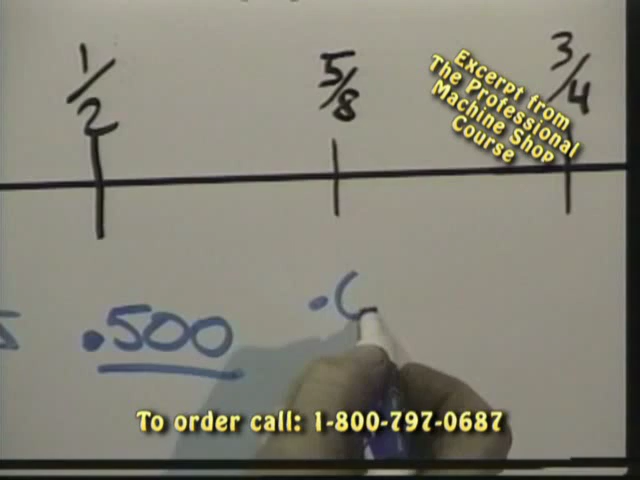 1/2
5/8
3/4
Excerpt from
The Professional
Machine Shop
Course
.500
To order call: 1-800-797-0687